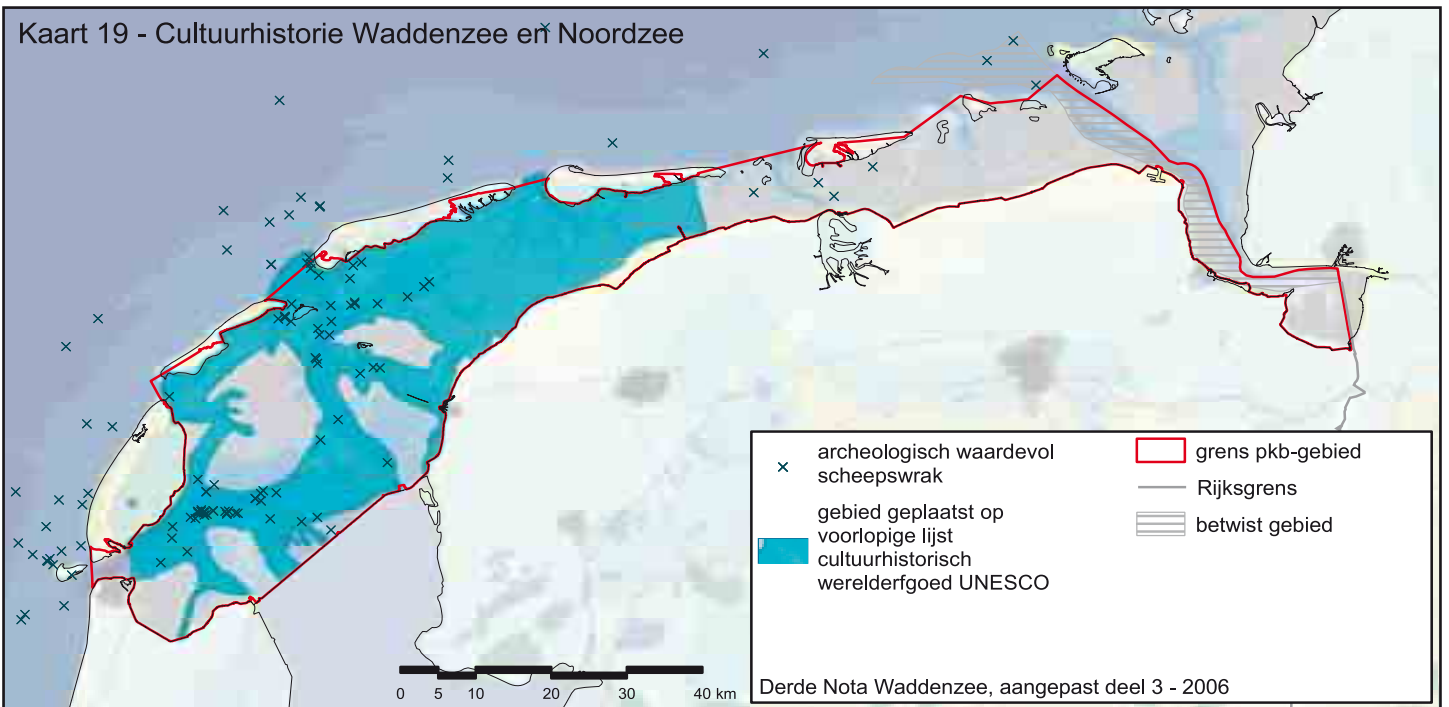 Kaart 19 - Cultuurhistorie Waddenzee en Noordzee
archeologisch waardevol
scheepswrak
gebied geplaatst op
voorlopige lijst
cultuurhistorisch
werelderfgoed UNESCO
grens pkb-gebied
Rijksgrens
betwist gebied
0 5 10 20 30 40 km
Derde Nota Waddenzee, aangepast deel 3 - 2006